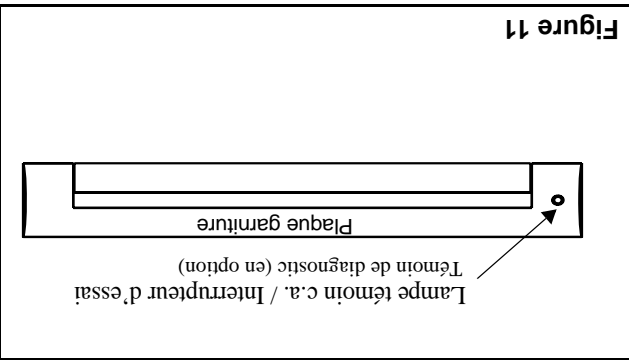 Lampe témoin c.a. / Interrupteur d'essai
Témoin de diagnostic (en option)
Plaque garniture
Figure 11